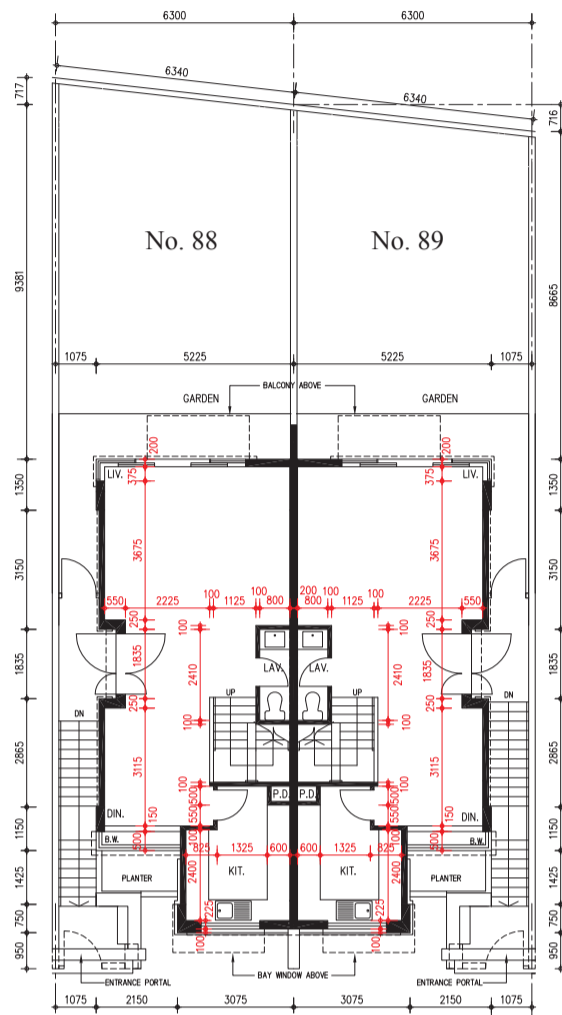 6300 6300
6340
6340
717
716
No. 88 No. 89
9381
8665
1075 5225 5225 1075
BALCONY ABOVE
GARDEN GARDEN
200 200
LIV. LIV.
375 375
1350 1350
3675 3675
3150 3150
100 100 200 100 100
550 2225 1125 800 800 1125 2225 550
250 100 100 250
1835 1835 2410 LAV. LAV. 2410 1835 1835
250 250
UP UP
DN DN
100 100
2865 3115 3115 2865
100 100
500 P.D. P.D. 500
DIN. 550 550 DIN.
150 100 100 150
1150 B.W. 500 500 B.W. 1150
825 1325 600 600 1325 825
2400 KIT. KIT. 2400
1425 PLANTER PLANTER 1425
225 225
750 100 100 750
950 950
BAY WINDOW ABOVE
ENTRANCE PORTAL ENTRANCE PORTAL
1075 2150 3075 3075 2150 1075